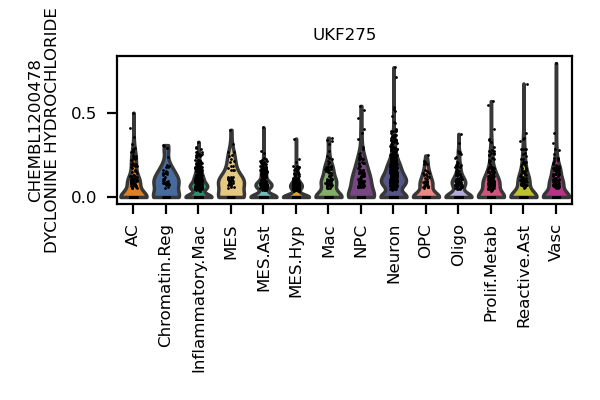 UKF275
CHEMBL1200478
DYCLONINE HYDROCHLORIDE
0.5
0.0
AC
Chromatin.Reg
Inflammatory.Mac
MES
MES.Ast
MES.Hyp
Mac
NPC
Neuron
OPC
Oligo
Prolif.Metab
Reactive.Ast
Vasc